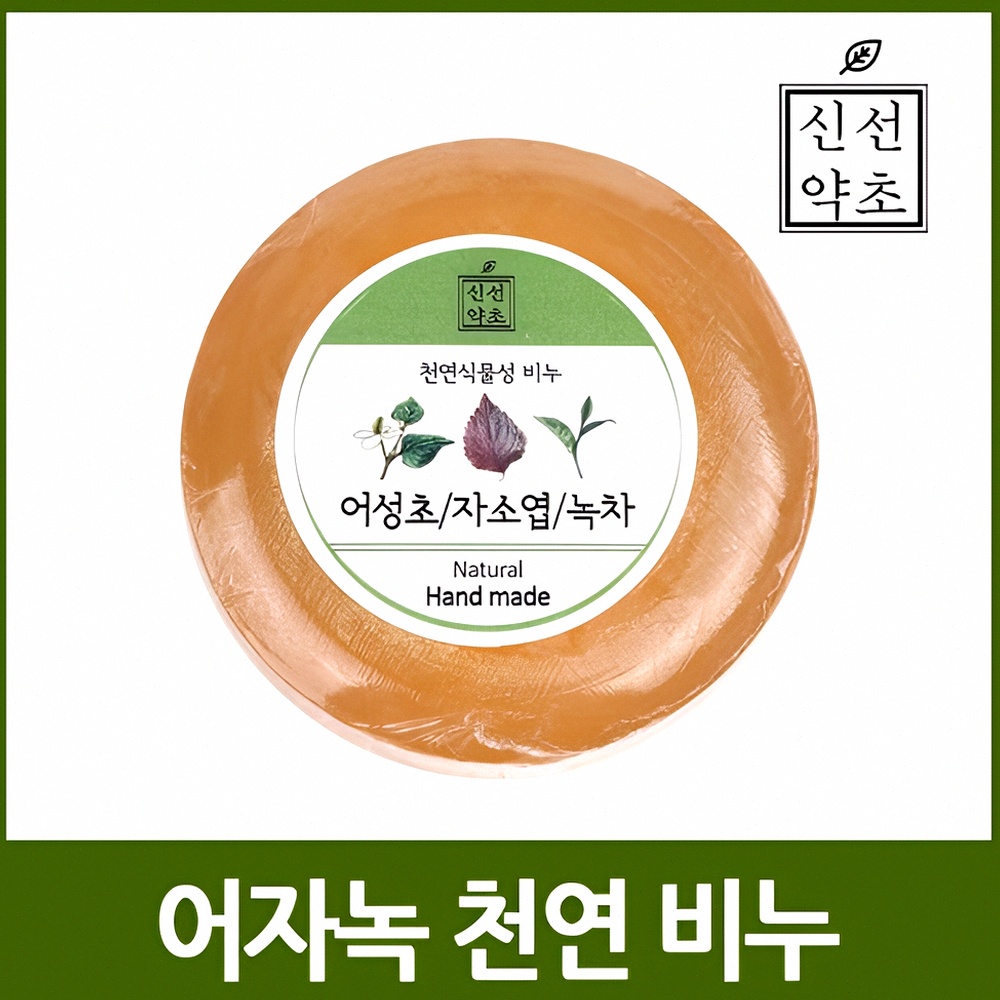 신선
약초
신선
약초
천연식물성 비누
어성초/자소엽/녹차
Natural
Hand made
어자녹 천연 비누